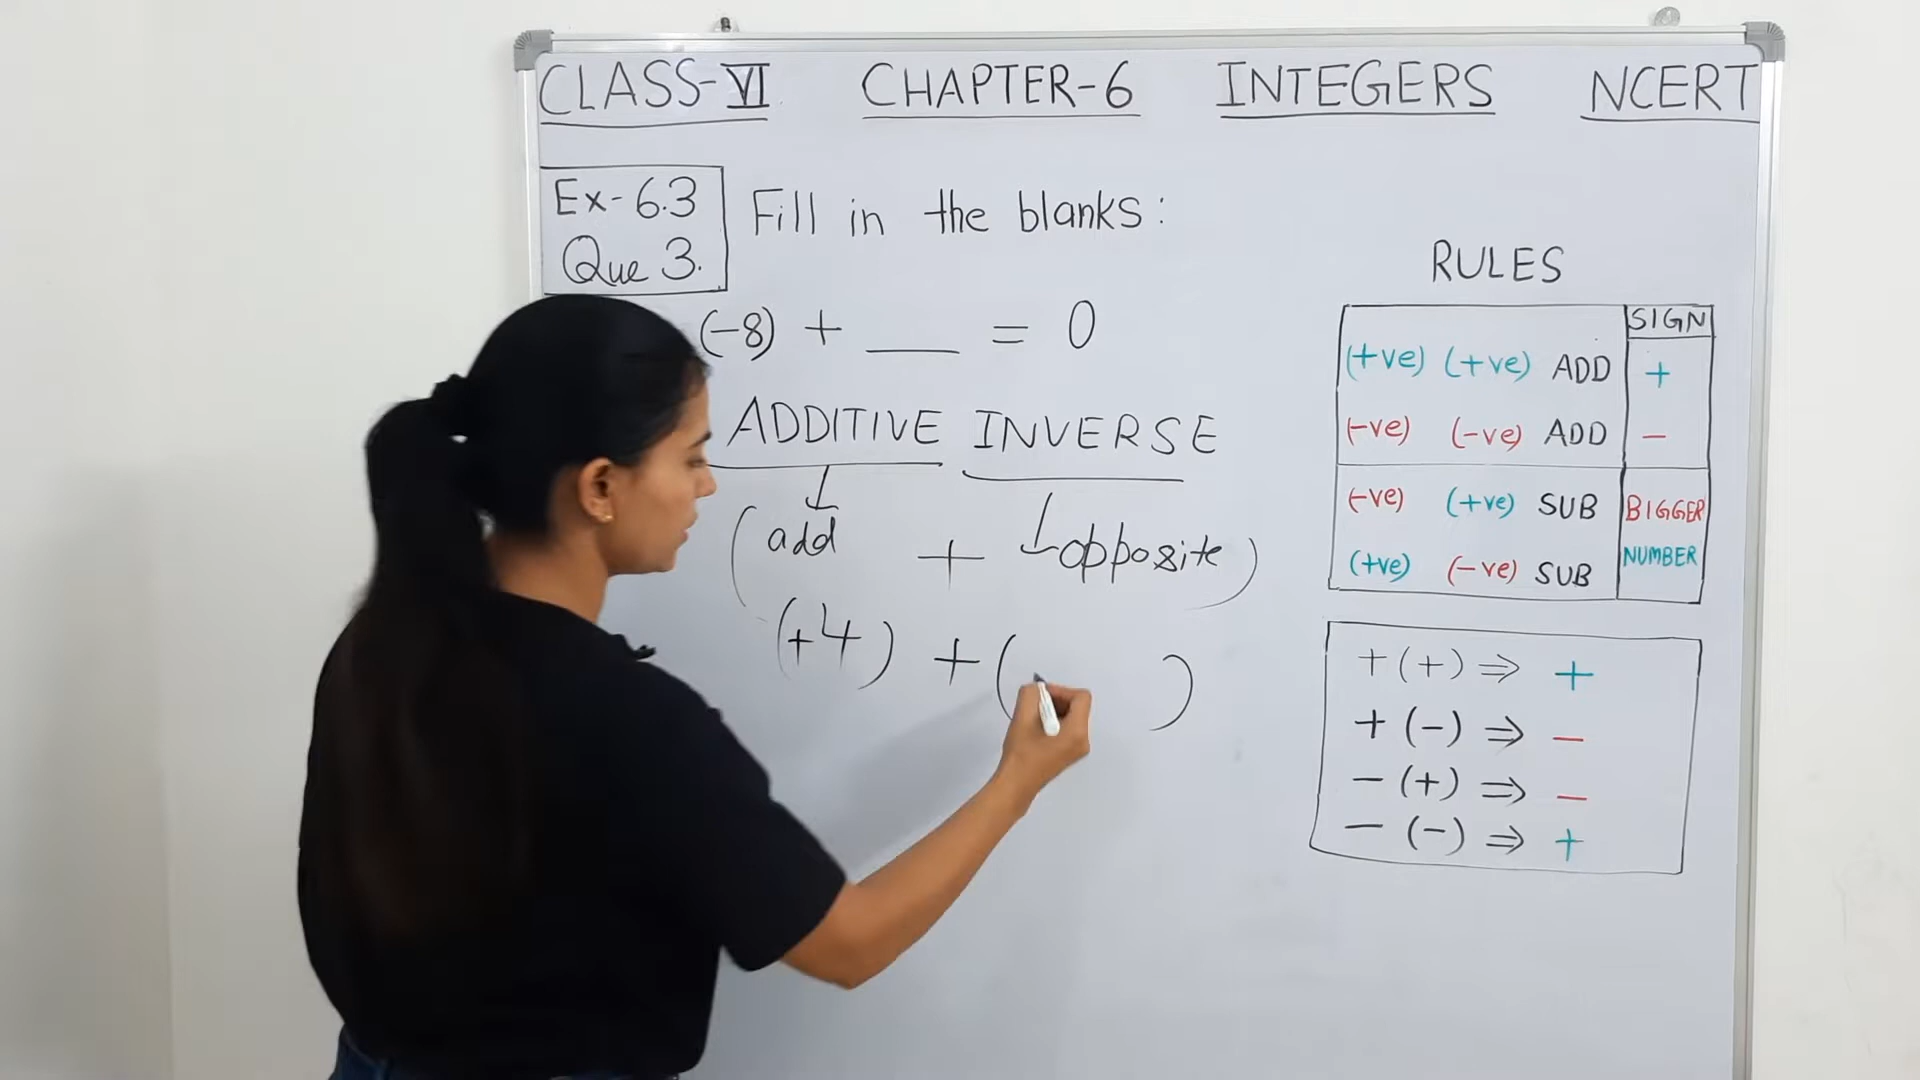 CLASS-VI CHAPTER-6 INTEGERS NCERT
Ex-6.3
Que 3.
Fill in the blanks:
(-8) + ___ = 0
ADDITIVE INVERSE
(add + opposite)
(+4) + ( )
RULES
SIGN
(+ve) (+ve) ADD +
(-ve) (-ve) ADD -
(-ve) (+ve) SUB BIGGER
(+ve) (-ve) SUB NUMBER
+ (+) ⇒ +
+ (-) ⇒ -
- (+) ⇒ -
- (-) ⇒ +